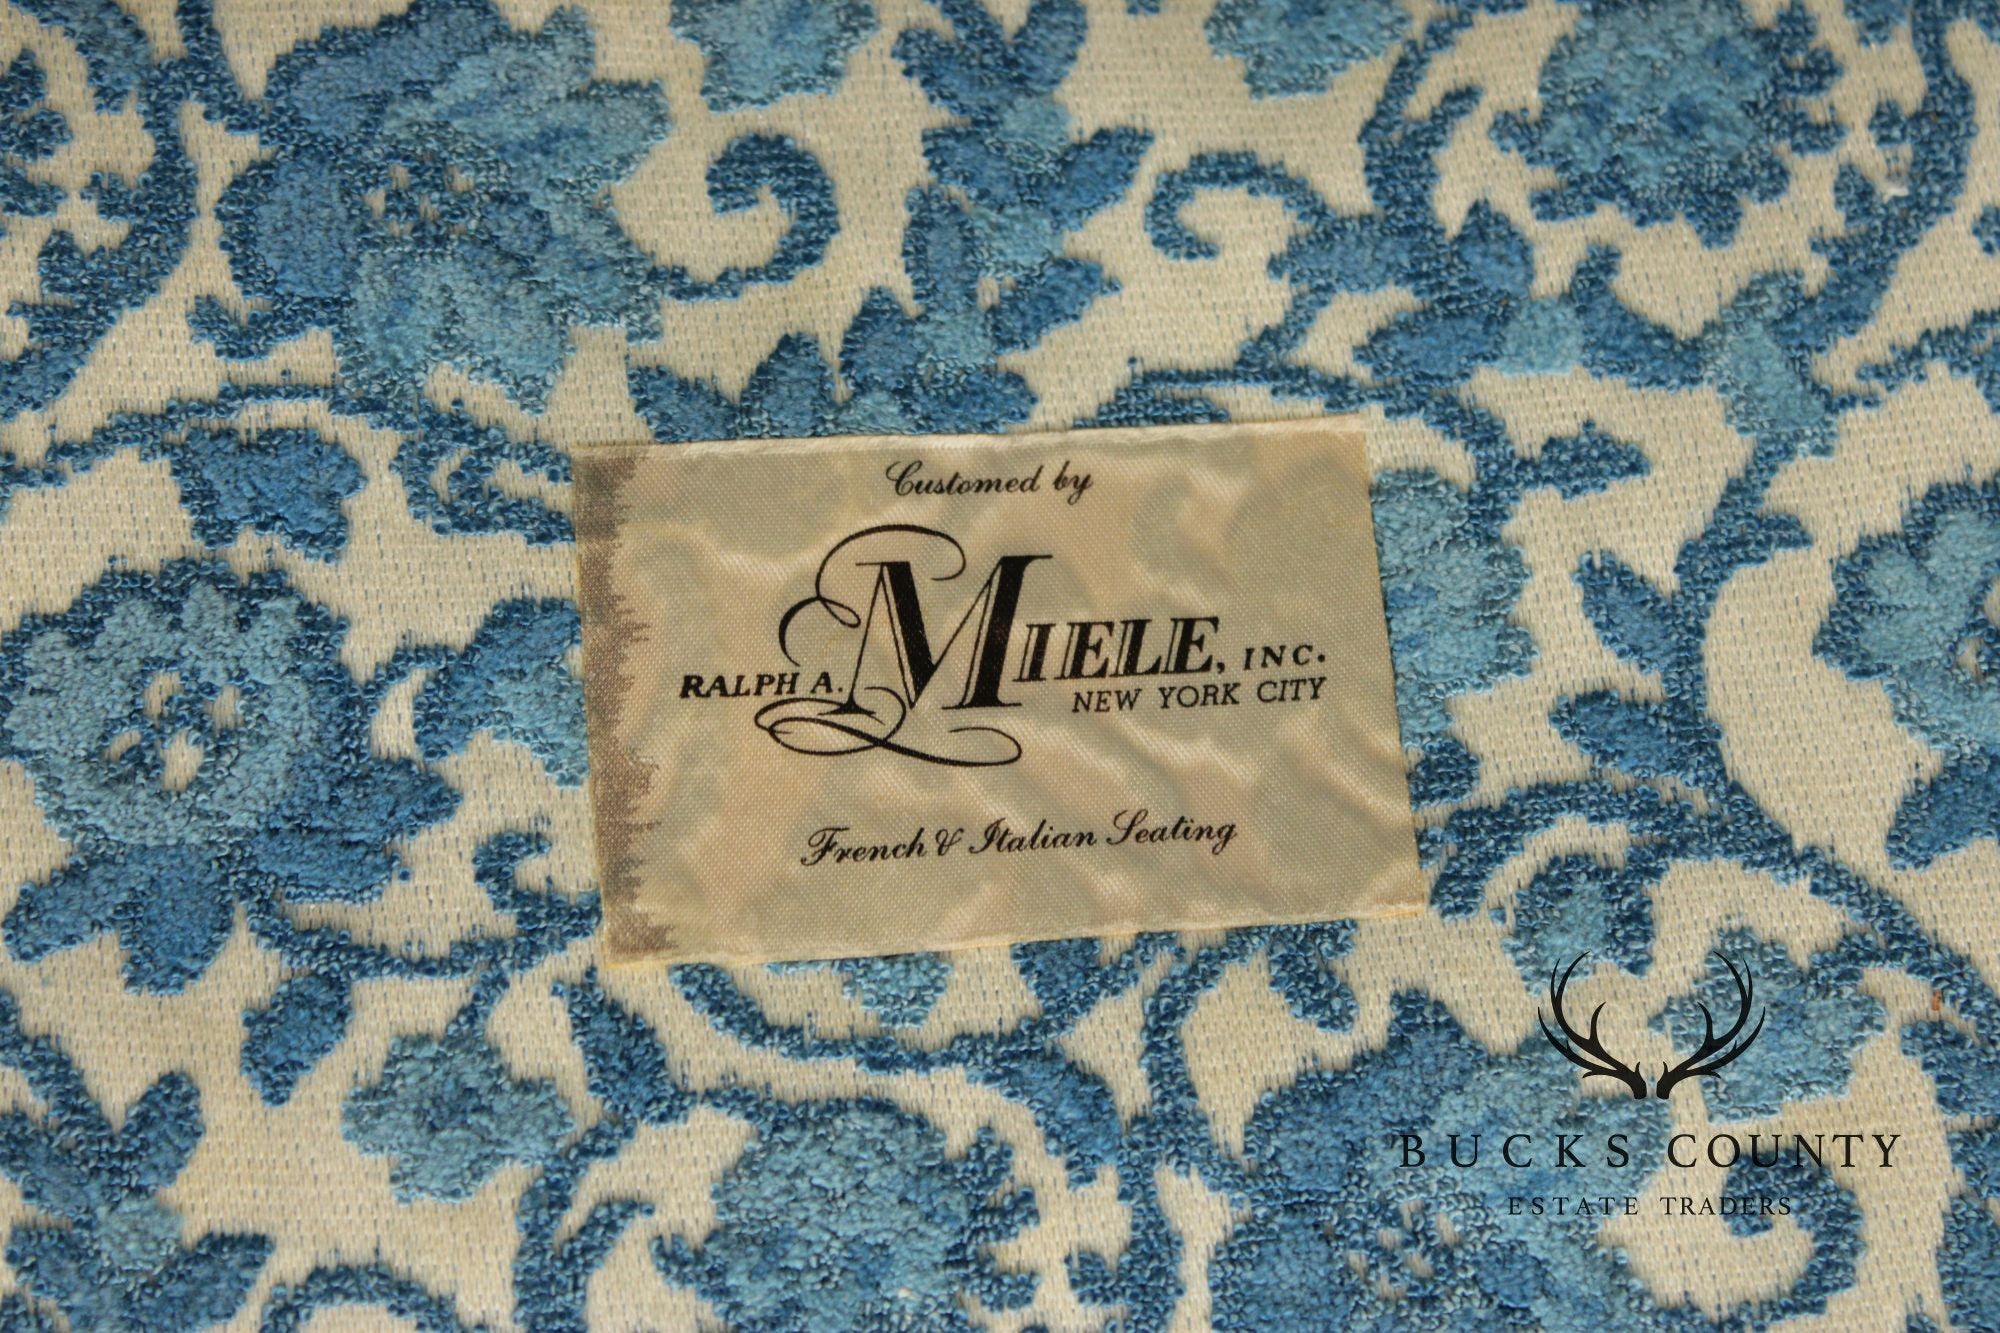 Customed by
RALPH A. MIELE, INC.
NEW YORK CITY
French & Italian Seating
BUCKS COUNTY
ESTATE TRADERS